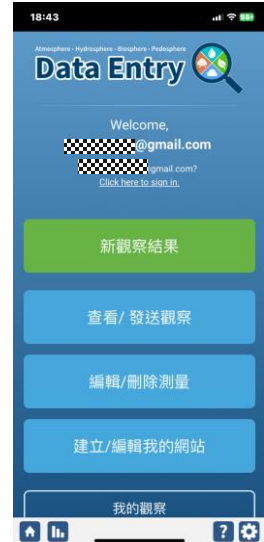 18:43
Atmosphere - Hydrosphere - Biosphere - Pedosphere
Data Entry
Welcome,
@gmail.com
gmail.com?
Click here to sign in.
新觀察結果
查看/ 發送觀察
編輯/刪除測量
建立/編輯我的網站
我的觀察